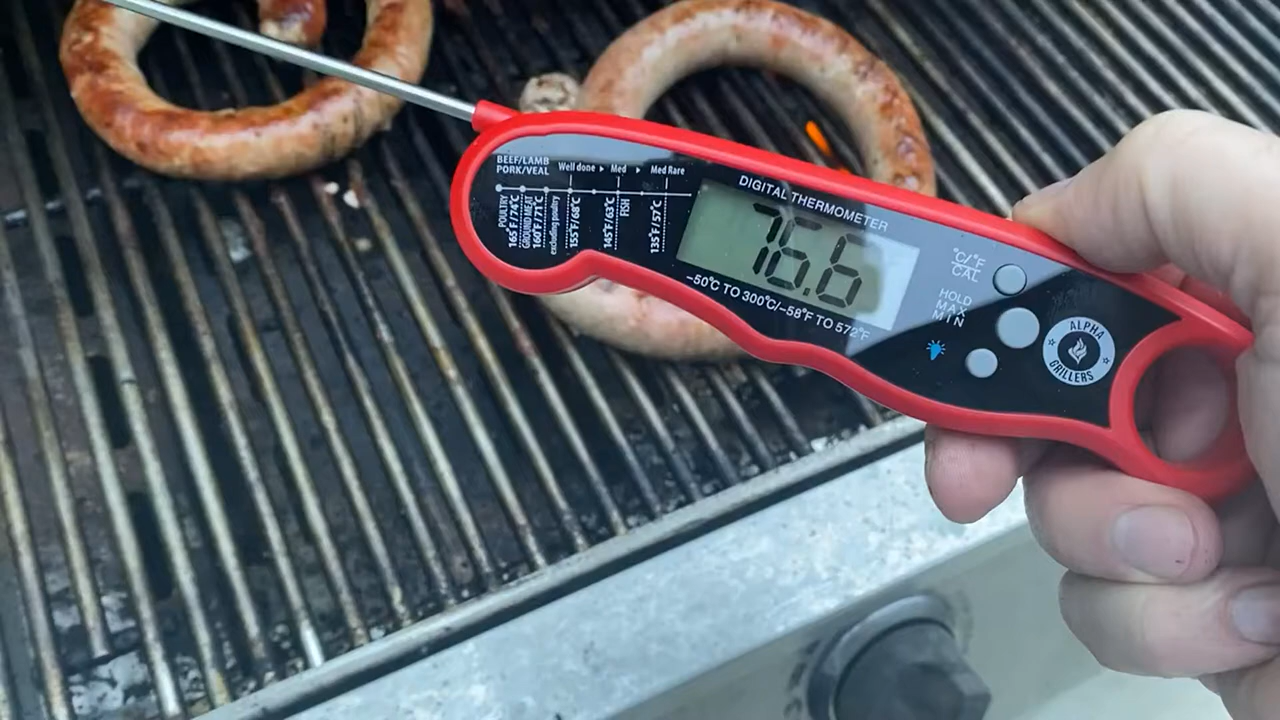 BEEF/LAMB
PORK/VEAL
Well done ▸ Med ▸ Med Rare
POULTRY
165°F/74°C
GROUND MEAT
160°F/71°C
excluding poultry
155°F/68°C
145°F/63°C
FISH
135°F/57°C
DIGITAL THERMOMETER
76.6
-50°C TO 300°C/-58°F TO 572°F
°C/°F
CAL
HOLD
MAX
MIN
ALPHA
GRILLERS